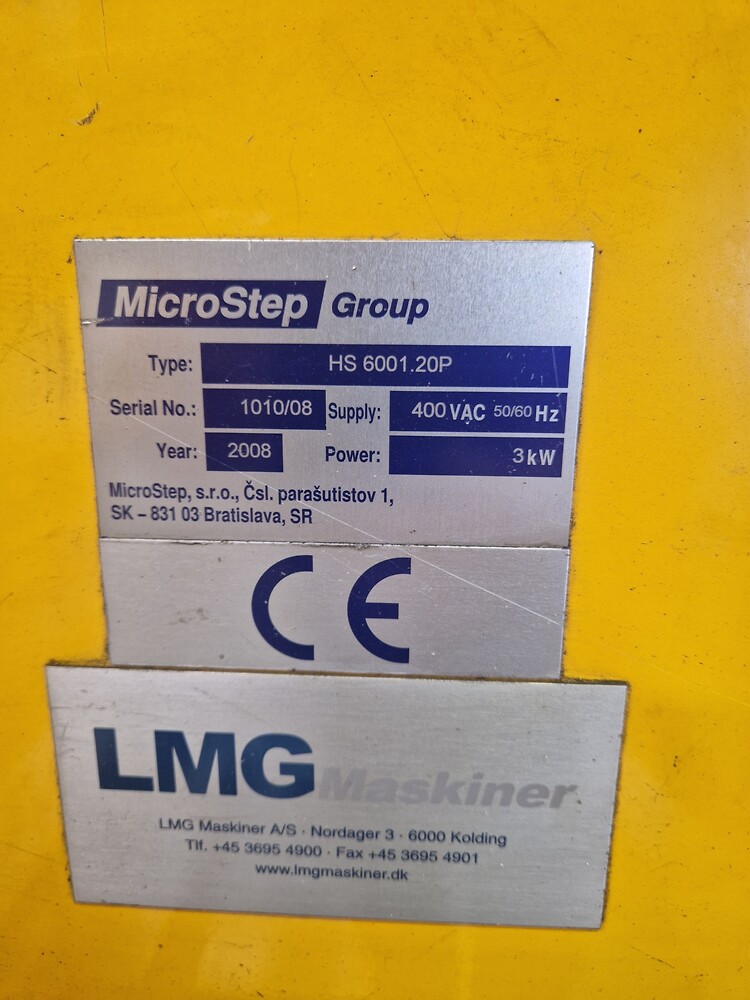 MicroStep Group
Type: HS 6001.20P
Serial No.: 1010/08 Supply: 400 VAC 50/60 Hz
Year: 2008 Power: 3 kW
MicroStep, s.r.o., Čsl. parašutistov 1,
SK – 831 03 Bratislava, SR
CE
LMG Maskiner
LMG Maskiner A/S · Nordager 3 · 6000 Kolding
Tlf. +45 3695 4900 · Fax +45 3695 4901
www.lmgmaskiner.dk